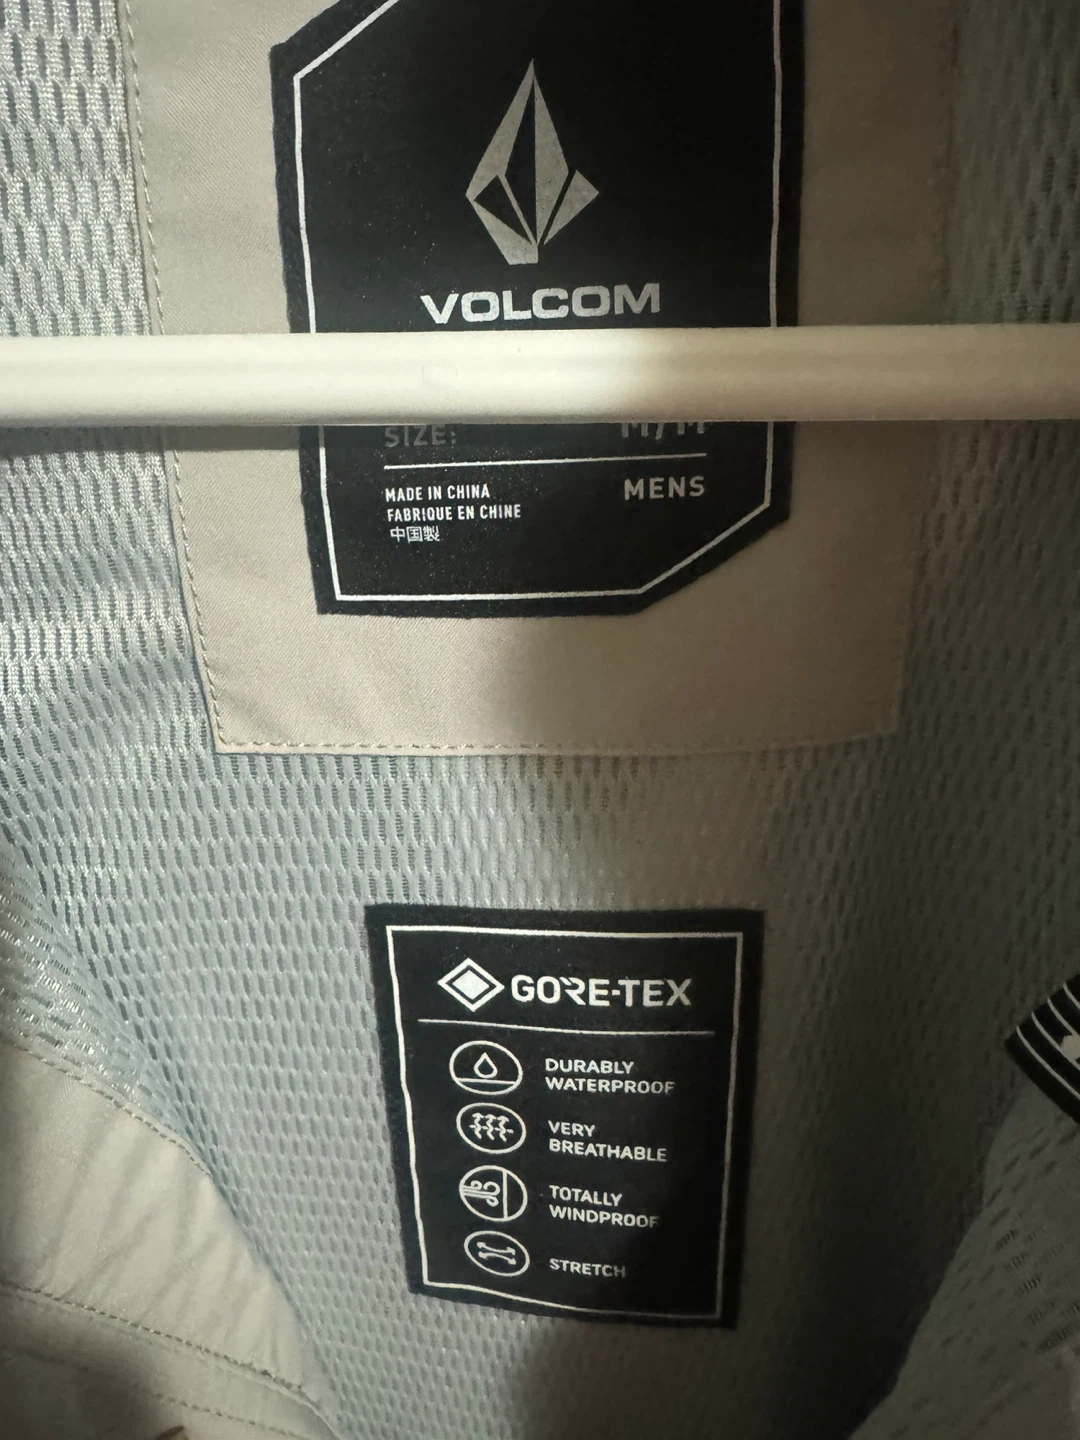 VOLCOM
SIZE: M/M
MADE IN CHINA
MENS
FABRIQUE EN CHINE
中国製
GORE-TEX
DURABLY
WATERPROOF
VERY
BREATHABLE
TOTALLY
WINDPROOF
STRETCH